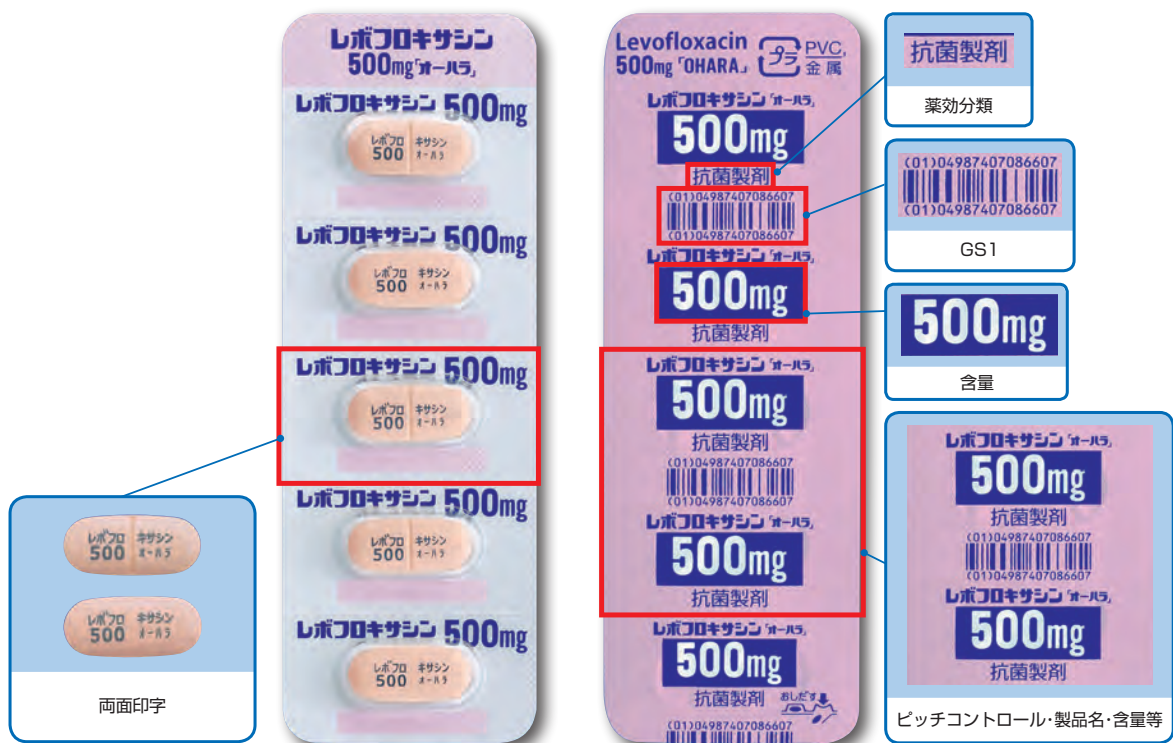 レボフロキサシン
500mg「オーハラ」
レボフロキサシン 500mg
レボフロ キサシン
500 オーハラ
レボフロキサシン 500mg
レボフロ キサシン
500 オーハラ
レボフロキサシン 500mg
レボフロ キサシン
500 オーハラ
レボフロキサシン 500mg
レボフロ キサシン
500 オーハラ
レボフロキサシン 500mg
レボフロ キサシン
500 オーハラ
レボフロ キサシン
500 オーハラ
レボフロ キサシン
500 オーハラ
両面印字
Levofloxacin
500mg「OHARA」
プラ
PVC,
金属
レボフロキサシン「オーハラ」
500mg
抗菌製剤
(01)04987407086607
(01)04987407086607
レボフロキサシン「オーハラ」
500mg
抗菌製剤
レボフロキサシン「オーハラ」
500mg
抗菌製剤
(01)04987407086607
(01)04987407086607
レボフロキサシン「オーハラ」
500mg
抗菌製剤
レボフロキサシン「オーハラ」
500mg
抗菌製剤
おしだす
(01)04987407086607
抗菌製剤
薬効分類
(01)04987407086607
(01)04987407086607
GS1
500mg
含量
レボフロキサシン「オーハラ」
500mg
抗菌製剤
(01)04987407086607
(01)04987407086607
レボフロキサシン「オーハラ」
500mg
抗菌製剤
ピッチコントロール・製品名・含量等